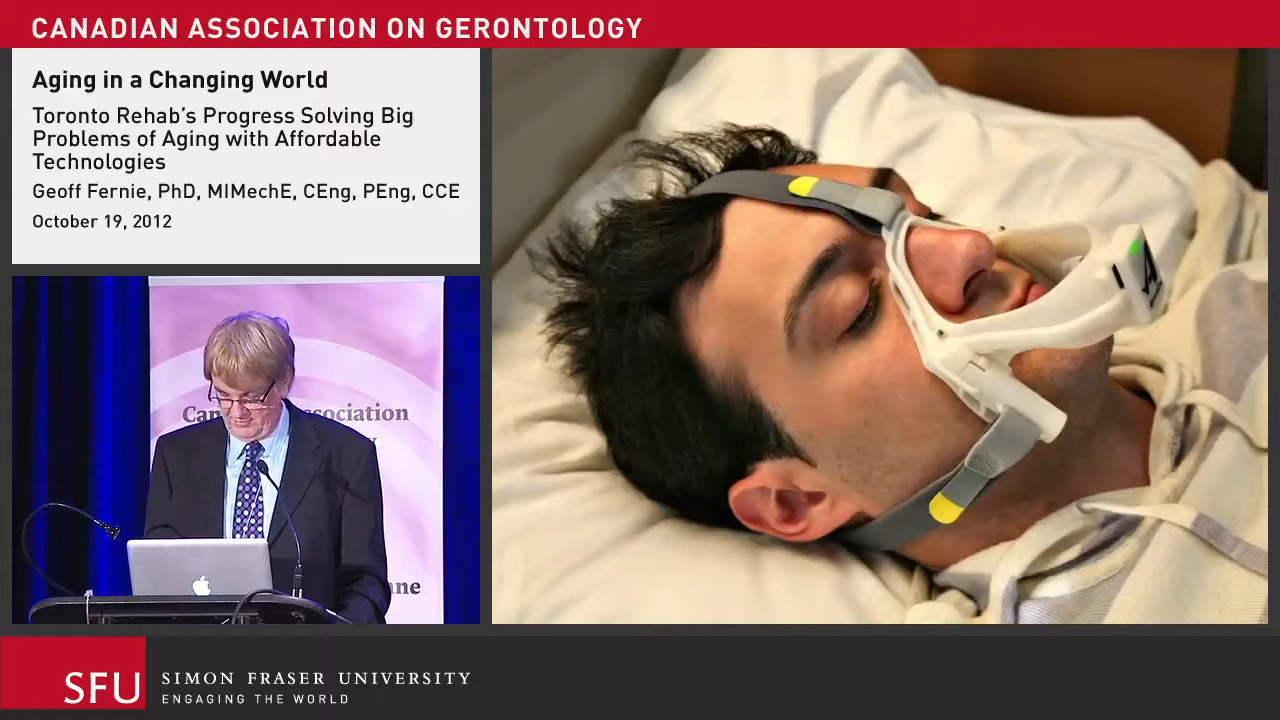 CANADIAN ASSOCIATION ON GERONTOLOGY
Aging in a Changing World
Toronto Rehab's Progress Solving Big
Problems of Aging with Affordable
Technologies
Geoff Fernie, PhD, MIMechE, CEng, PEng, CCE
October 19, 2012
SFU
SIMON FRASER UNIVERSITY
ENGAGING THE WORLD